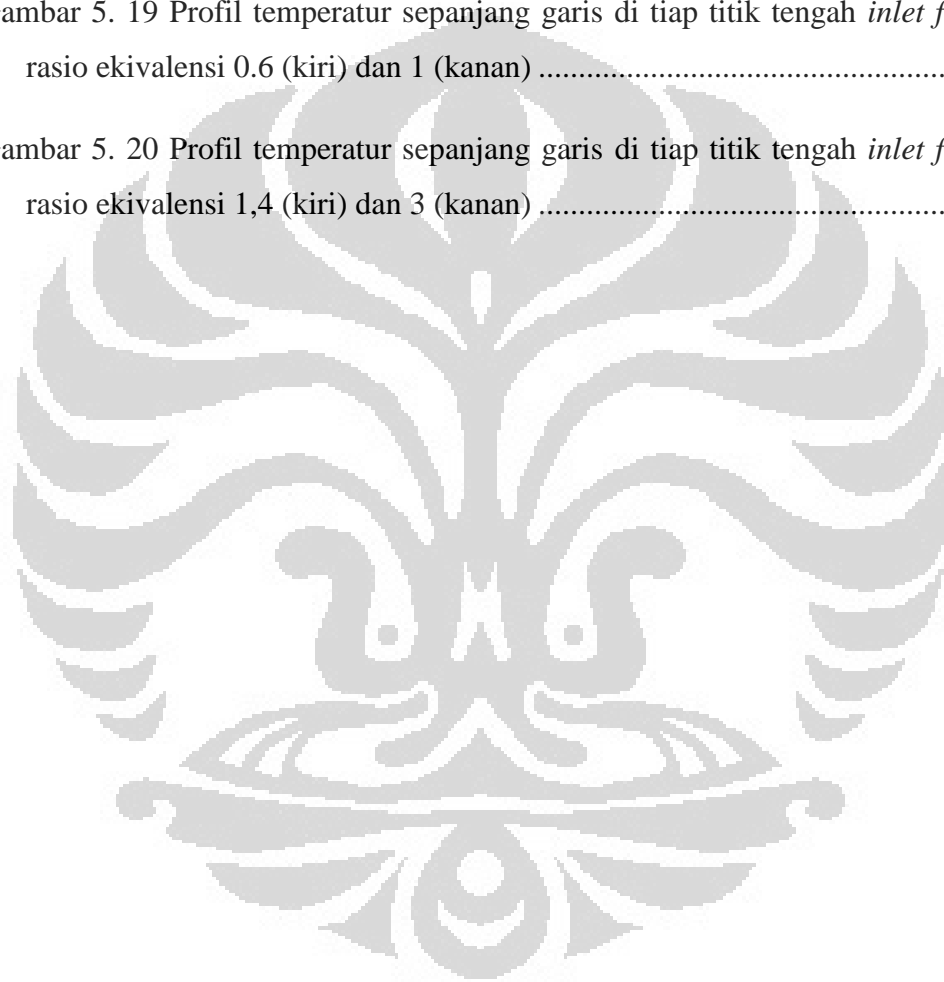 ambar 5. 19 Profil temperatur sepanjang garis di tiap titik tengah inlet f
rasio ekivalensi 0.6 (kiri) dan 1 (kanan) ....................................................
ambar 5. 20 Profil temperatur sepanjang garis di tiap titik tengah inlet f
rasio ekivalensi 1,4 (kiri) dan 3 (kanan) ....................................................